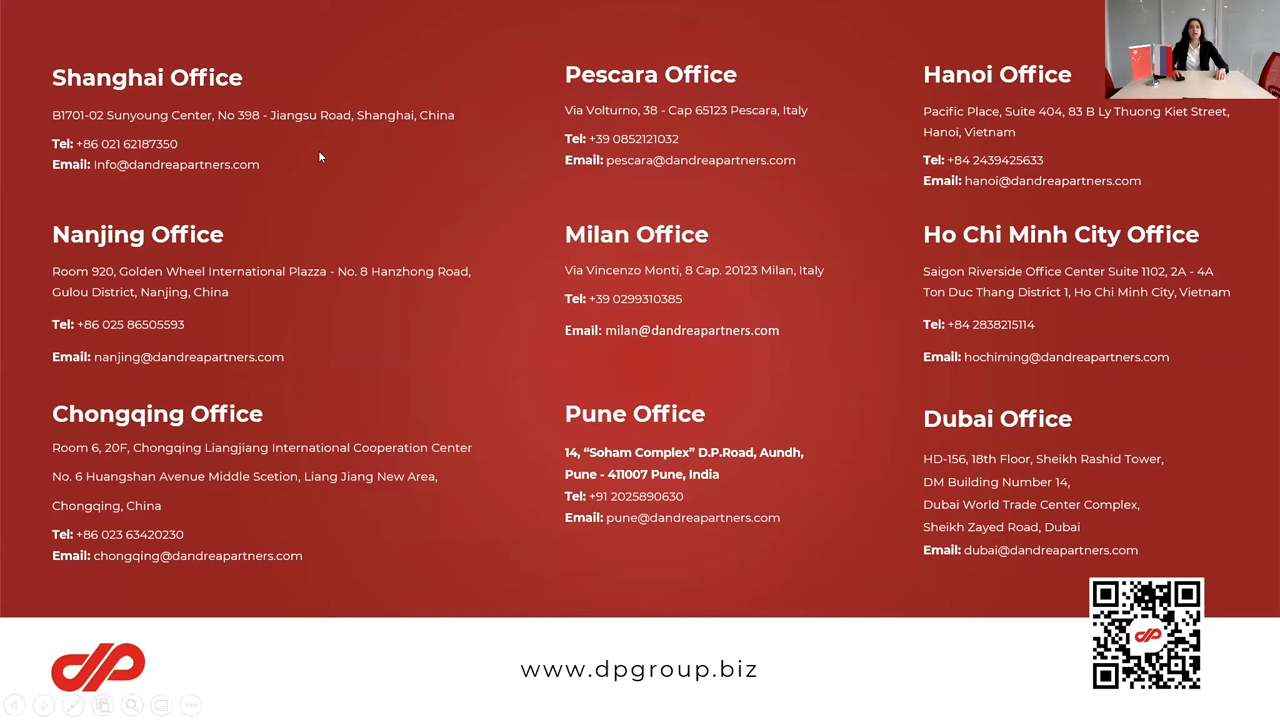 Shanghai Office
B1701-02 Sunyoung Center, No 398 - Jiangsu Road, Shanghai, China
Tel: +86 021 62187350
Email: Info@dandreapartners.com
Nanjing Office
Room 920, Golden Wheel International Plazza - No. 8 Hanzhong Road,
Gulou District, Nanjing, China
Tel: +86 025 86505593
Email: nanjing@dandreapartners.com
Chongqing Office
Room 6, 20F, Chongqing Liangjiang International Cooperation Center
No. 6 Huangshan Avenue Middle Scetion, Liang Jiang New Area,
Chongqing, China
Tel: +86 023 63420230
Email: chongqing@dandreapartners.com
Pescara Office
Via Volturno, 38 - Cap 65123 Pescara, Italy
Tel: +39 0852121032
Email: pescara@dandreapartners.com
Milan Office
Via Vincenzo Monti, 8 Cap. 20123 Milan, Italy
Tel: +39 0299310385
Email: milan@dandreapartners.com
Pune Office
14, “Soham Complex” D.P.Road, Aundh,
Pune - 411007 Pune, India
Tel: +91 2025890630
Email: pune@dandreapartners.com
Hanoi Office
Pacific Place, Suite 404, 83 B Ly Thuong Kiet Street,
Hanoi, Vietnam
Tel: +84 2439425633
Email: hanoi@dandreapartners.com
Ho Chi Minh City Office
Saigon Riverside Office Center Suite 1102, 2A - 4A
Ton Duc Thang District 1, Ho Chi Minh City, Vietnam
Tel: +84 2838215114
Email: hochiming@dandreapartners.com
Dubai Office
HD-156, 18th Floor, Sheikh Rashid Tower,
DM Building Number 14,
Dubai World Trade Center Complex,
Sheikh Zayed Road, Dubai
Email: dubai@dandreapartners.com
dp
www.dpgroup.biz
dp